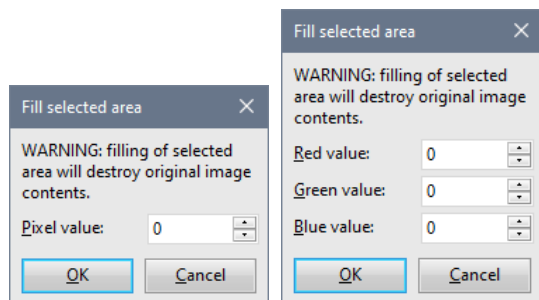 Fill selected area
WARNING: filling of selected
area will destroy original image
contents.
Pixel value: 0
OK Cancel
Fill selected area
WARNING: filling of selected
area will destroy original image
contents.
Red value: 0
Green value: 0
Blue value: 0
OK Cancel